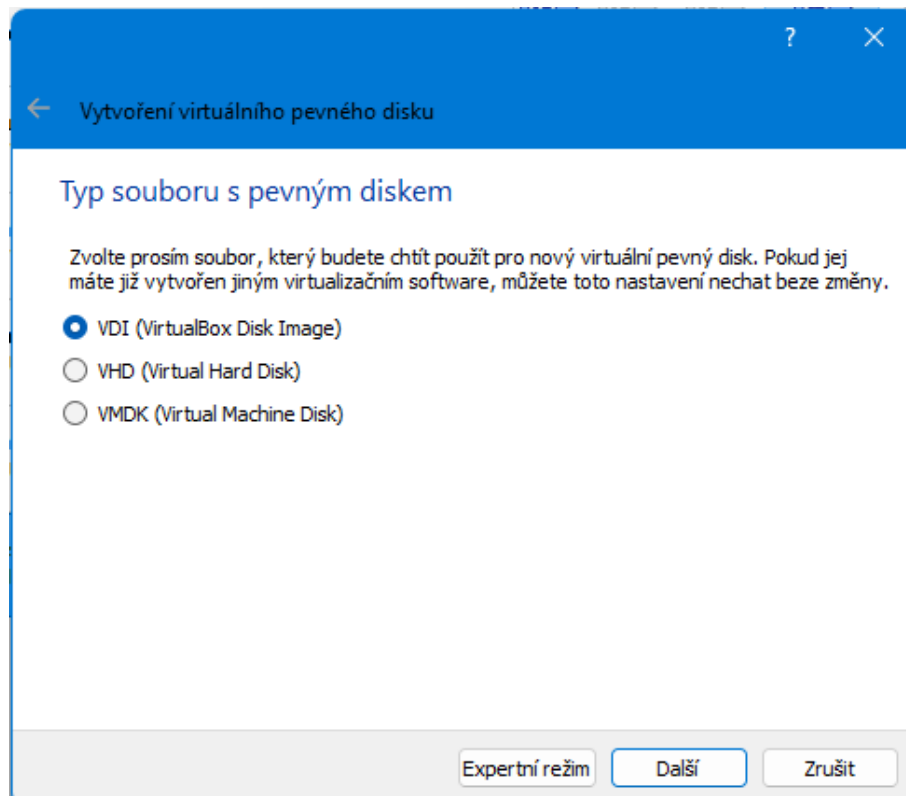 ?
Vytvoření virtuálního pevného disku
Typ souboru s pevným diskem
Zvolte prosím soubor, který budete chtít použít pro nový virtuální pevný disk. Pokud jej
máte již vytvořen jiným virtualizačním software, můžete toto nastavení nechat beze změny.
VDI (VirtualBox Disk Image)
VHD (Virtual Hard Disk)
VMDK (Virtual Machine Disk)
Expertní režim Další Zrušit